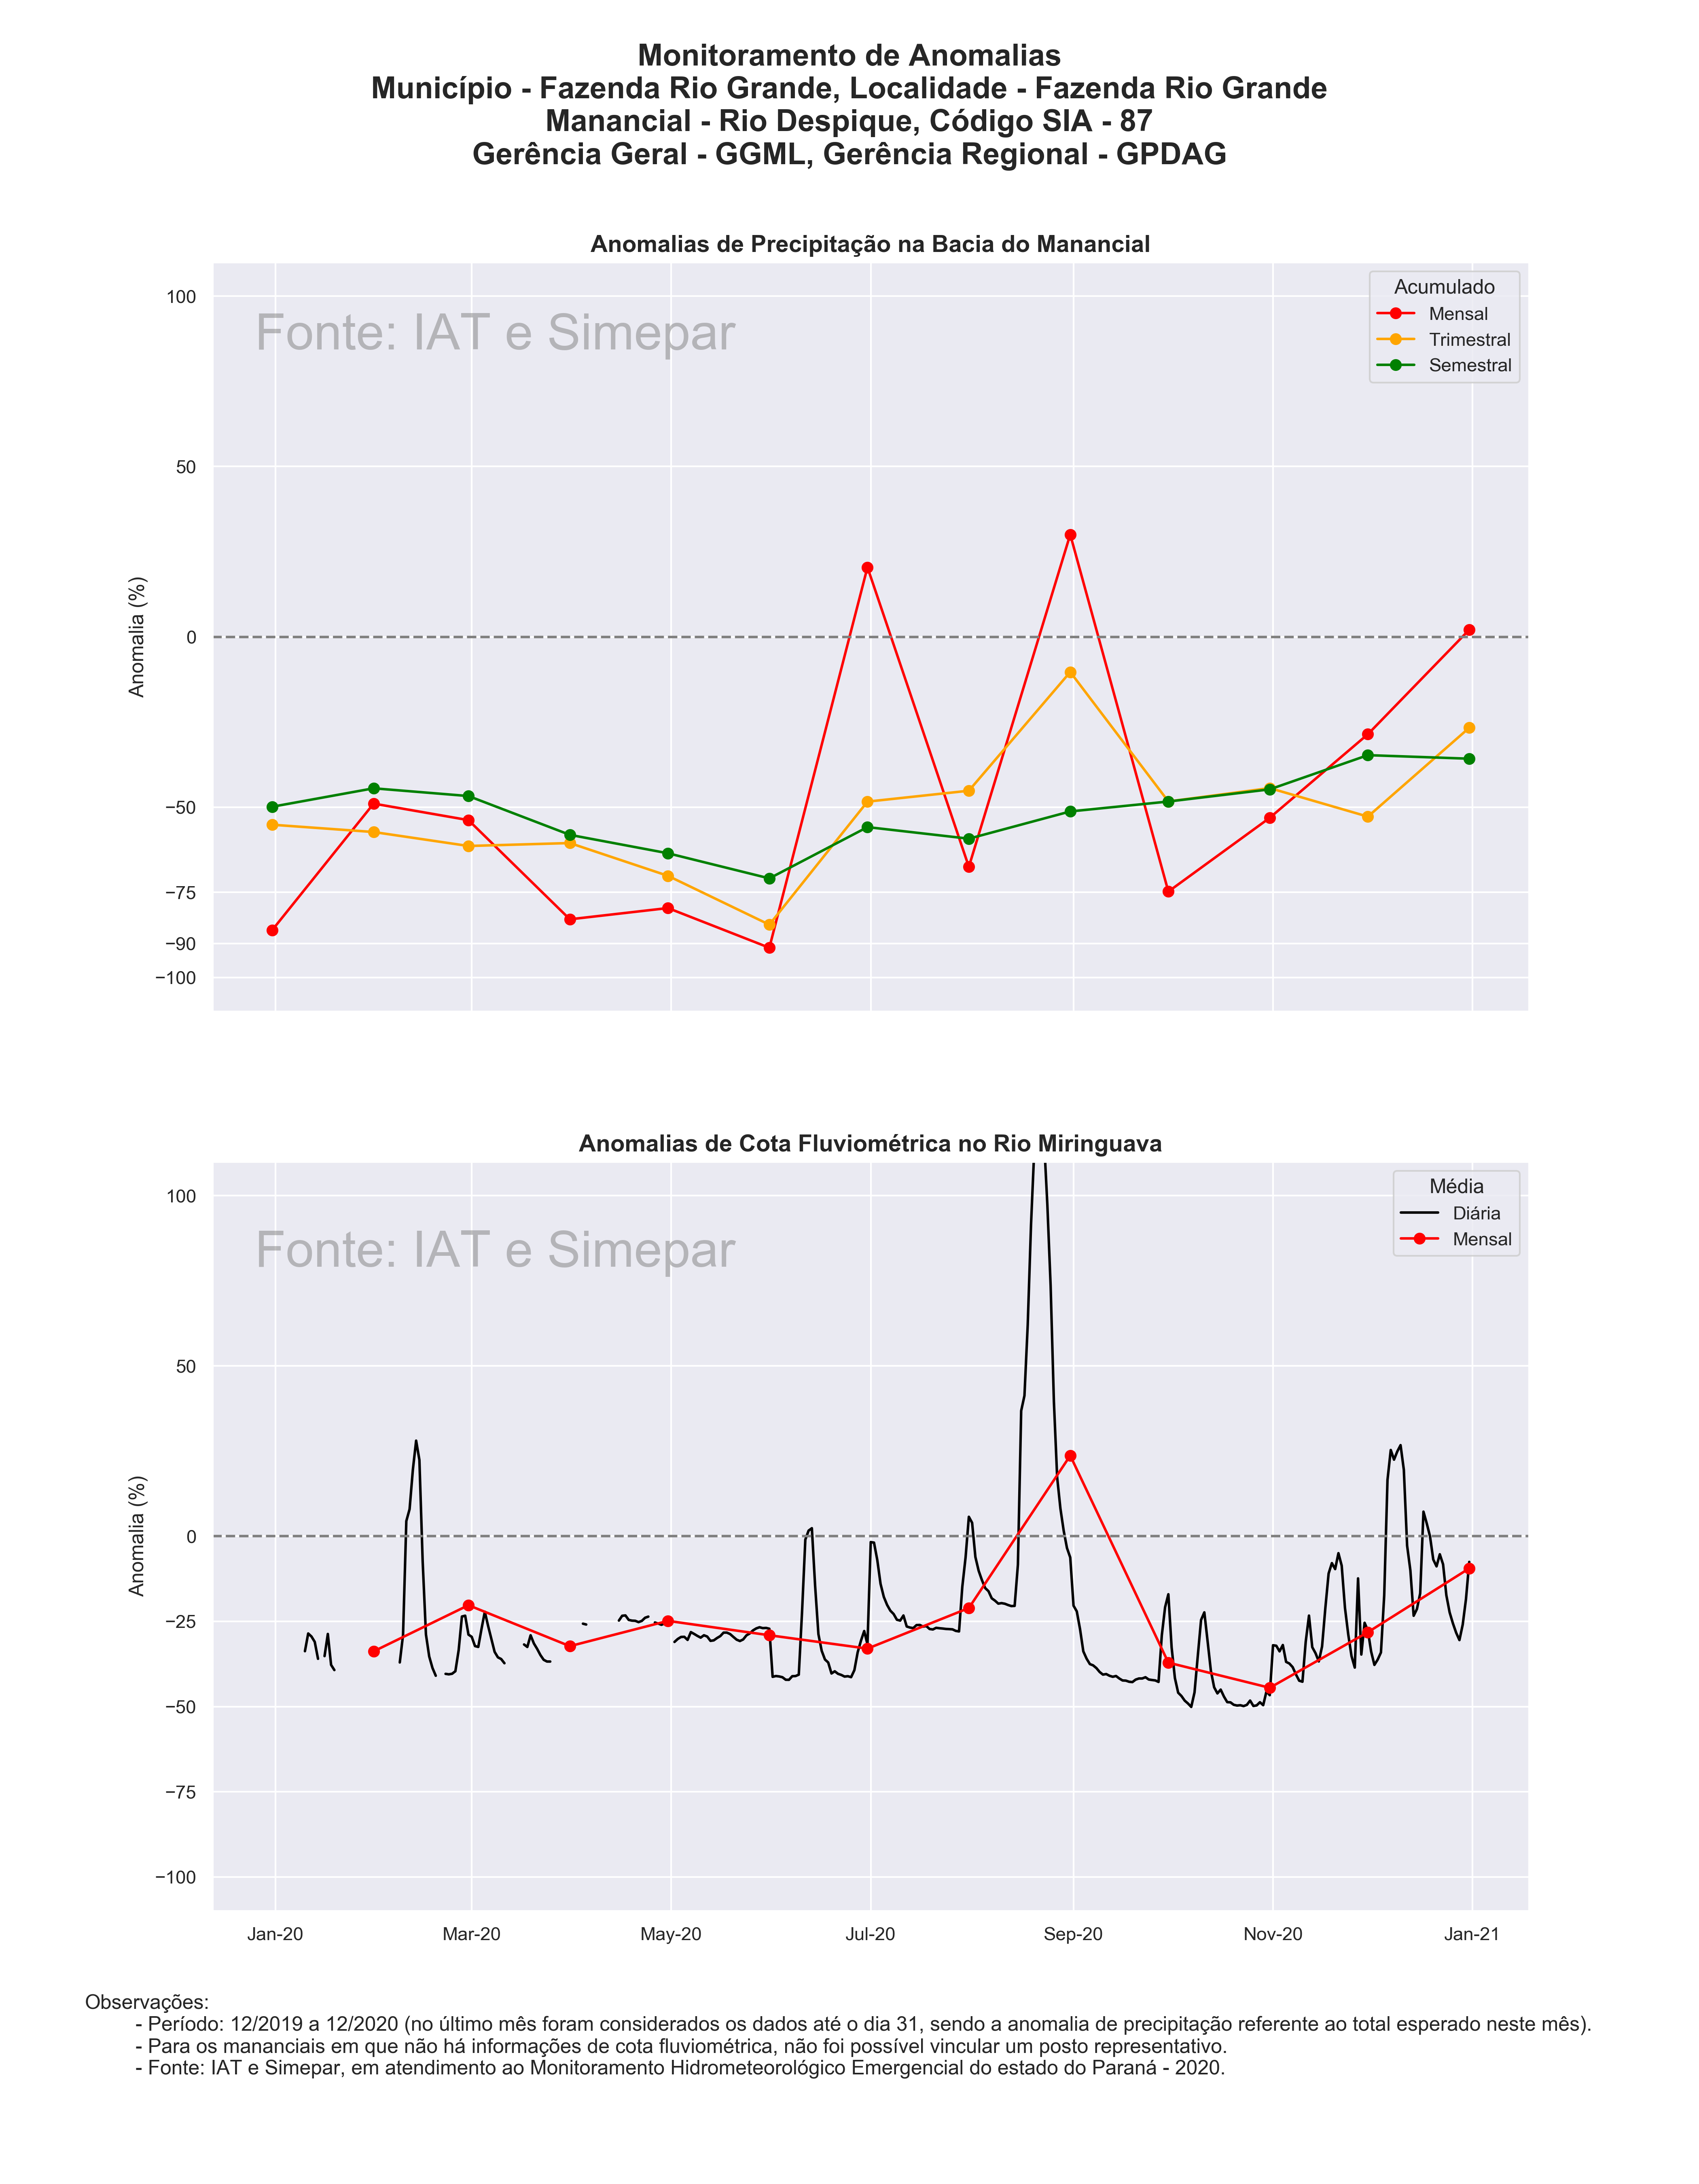 Monitoramento de Anomalias
Município - Fazenda Rio Grande, Localidade - Fazenda Rio Grande
Manancial - Rio Despique, Código SIA - 87
Gerência Geral - GGML, Gerência Regional - GPDAG
Anomalias de Precipitação na Bacia do Manancial
Fonte: IAT e Simepar
Acumulado
Mensal
Trimestral
Semestral
Anomalia (%)
100
50
0
−50
−75
−90
−100
Anomalias de Cota Fluviométrica no Rio Miringuava
Fonte: IAT e Simepar
Média
Diária
Mensal
Anomalia (%)
100
50
0
−25
−50
−75
−100
Jan-20 Mar-20 May-20 Jul-20 Sep-20 Nov-20 Jan-21
Observações:
- Período: 12/2019 a 12/2020 (no último mês foram considerados os dados até o dia 31, sendo a anomalia de precipitação referente ao total esperado neste mês).
- Para os mananciais em que não há informações de cota fluviométrica, não foi possível vincular um posto representativo.
- Fonte: IAT e Simepar, em atendimento ao Monitoramento Hidrometeorológico Emergencial do estado do Paraná - 2020.